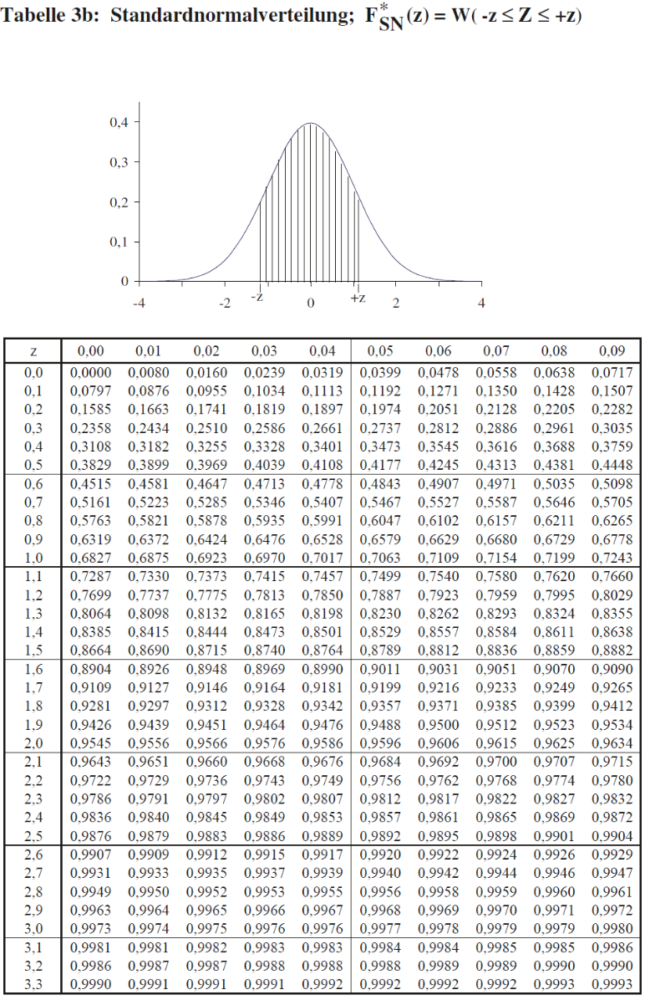 Tabelle 3b: Standardnormalverteilung; F*SN(z) = W( -z ≤ Z ≤ +z)
0,4
0,3
0,2
0,1
0
-4 -2 -z 0 +z 2 4
z 0,00 0,01 0,02 0,03 0,04 0,05 0,06 0,07 0,08 0,09
0,0 0,0000 0,0080 0,0160 0,0239 0,0319 0,0399 0,0478 0,0558 0,0638 0,0717
0,1 0,0797 0,0876 0,0955 0,1034 0,1113 0,1192 0,1271 0,1350 0,1428 0,1507
0,2 0,1585 0,1663 0,1741 0,1819 0,1897 0,1974 0,2051 0,2128 0,2205 0,2282
0,3 0,2358 0,2434 0,2510 0,2586 0,2661 0,2737 0,2812 0,2886 0,2961 0,3035
0,4 0,3108 0,3182 0,3255 0,3328 0,3401 0,3473 0,3545 0,3616 0,3688 0,3759
0,5 0,3829 0,3899 0,3969 0,4039 0,4108 0,4177 0,4245 0,4313 0,4381 0,4448
0,6 0,4515 0,4581 0,4647 0,4713 0,4778 0,4843 0,4907 0,4971 0,5035 0,5098
0,7 0,5161 0,5223 0,5285 0,5346 0,5407 0,5467 0,5527 0,5587 0,5646 0,5705
0,8 0,5763 0,5821 0,5878 0,5935 0,5991 0,6047 0,6102 0,6157 0,6211 0,6265
0,9 0,6319 0,6372 0,6424 0,6476 0,6528 0,6579 0,6629 0,6680 0,6729 0,6778
1,0 0,6827 0,6875 0,6923 0,6970 0,7017 0,7063 0,7109 0,7154 0,7199 0,7243
1,1 0,7287 0,7330 0,7373 0,7415 0,7457 0,7499 0,7540 0,7580 0,7620 0,7660
1,2 0,7699 0,7737 0,7775 0,7813 0,7850 0,7887 0,7923 0,7959 0,7995 0,8029
1,3 0,8064 0,8098 0,8132 0,8165 0,8198 0,8230 0,8262 0,8293 0,8324 0,8355
1,4 0,8385 0,8415 0,8444 0,8473 0,8501 0,8529 0,8557 0,8584 0,8611 0,8638
1,5 0,8664 0,8690 0,8715 0,8740 0,8764 0,8789 0,8812 0,8836 0,8859 0,8882
1,6 0,8904 0,8926 0,8948 0,8969 0,8990 0,9011 0,9031 0,9051 0,9070 0,9090
1,7 0,9109 0,9127 0,9146 0,9164 0,9181 0,9199 0,9216 0,9233 0,9249 0,9265
1,8 0,9281 0,9297 0,9312 0,9328 0,9342 0,9357 0,9371 0,9385 0,9399 0,9412
1,9 0,9426 0,9439 0,9451 0,9464 0,9476 0,9488 0,9500 0,9512 0,9523 0,9534
2,0 0,9545 0,9556 0,9566 0,9576 0,9586 0,9596 0,9606 0,9615 0,9625 0,9634
2,1 0,9643 0,9651 0,9660 0,9668 0,9676 0,9684 0,9692 0,9700 0,9707 0,9715
2,2 0,9722 0,9729 0,9736 0,9743 0,9749 0,9756 0,9762 0,9768 0,9774 0,9780
2,3 0,9786 0,9791 0,9797 0,9802 0,9807 0,9812 0,9817 0,9822 0,9827 0,9832
2,4 0,9836 0,9840 0,9845 0,9849 0,9853 0,9857 0,9861 0,9865 0,9869 0,9872
2,5 0,9876 0,9879 0,9883 0,9886 0,9889 0,9892 0,9895 0,9898 0,9901 0,9904
2,6 0,9907 0,9909 0,9912 0,9915 0,9917 0,9920 0,9922 0,9924 0,9926 0,9929
2,7 0,9931 0,9933 0,9935 0,9937 0,9939 0,9940 0,9942 0,9944 0,9946 0,9947
2,8 0,9949 0,9950 0,9952 0,9953 0,9955 0,9956 0,9958 0,9959 0,9960 0,9961
2,9 0,9963 0,9964 0,9965 0,9966 0,9967 0,9968 0,9969 0,9970 0,9971 0,9972
3,0 0,9973 0,9974 0,9975 0,9976 0,9976 0,9977 0,9978 0,9979 0,9979 0,9980
3,1 0,9981 0,9981 0,9982 0,9983 0,9983 0,9984 0,9984 0,9985 0,9985 0,9986
3,2 0,9986 0,9987 0,9987 0,9988 0,9988 0,9988 0,9989 0,9989 0,9990 0,9990
3,3 0,9990 0,9991 0,9991 0,9991 0,9992 0,9992 0,9992 0,9992 0,9993 0,9993